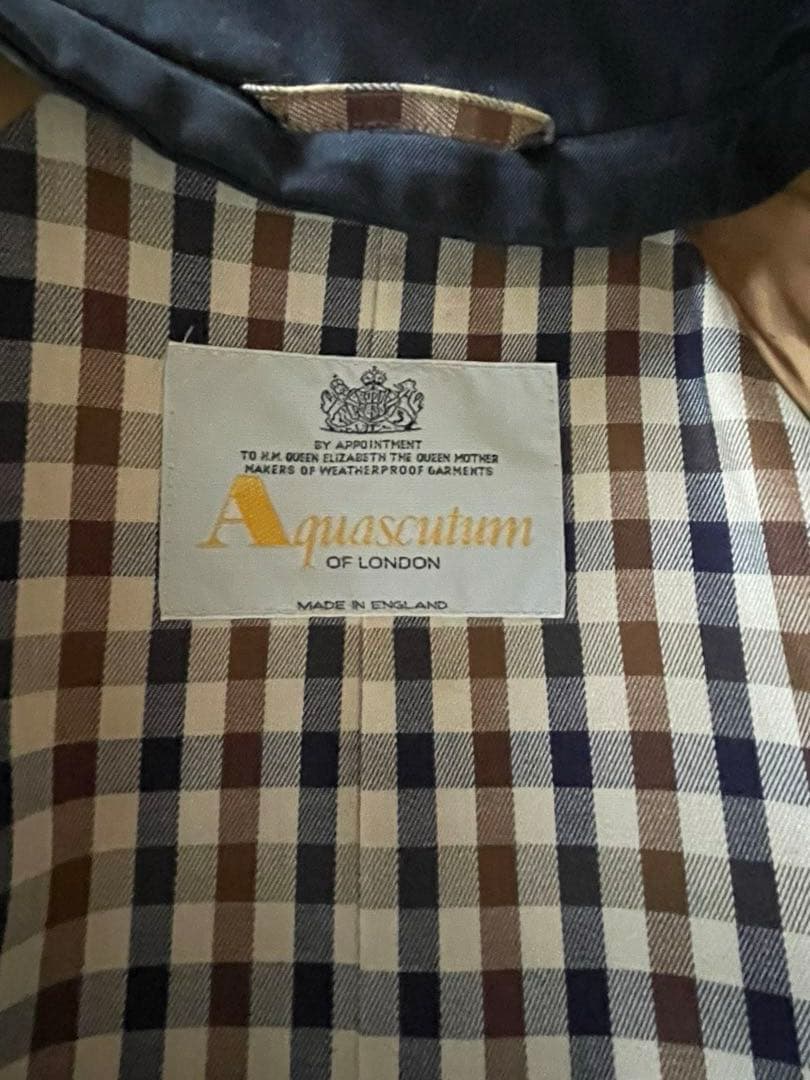 BY APPOINTMENT
TO H.M. QUEEN ELIZABETH THE QUEEN MOTHER
MAKERS OF WEATHERPROOF GARMENTS
Aquascutum
OF LONDON
MADE IN ENGLAND